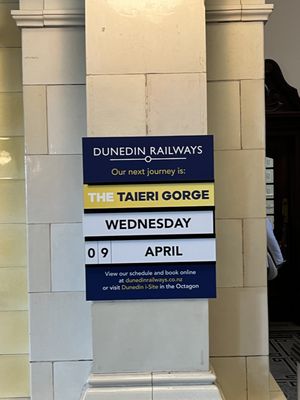 DUNEDIN RAILWAYS
Our next journey is:
THE TAIERI GORGE
WEDNESDAY
09 APRIL
View our schedule and book online
at dunedinrailways.co.nz
or visit Dunedin i-Site in the Octagon